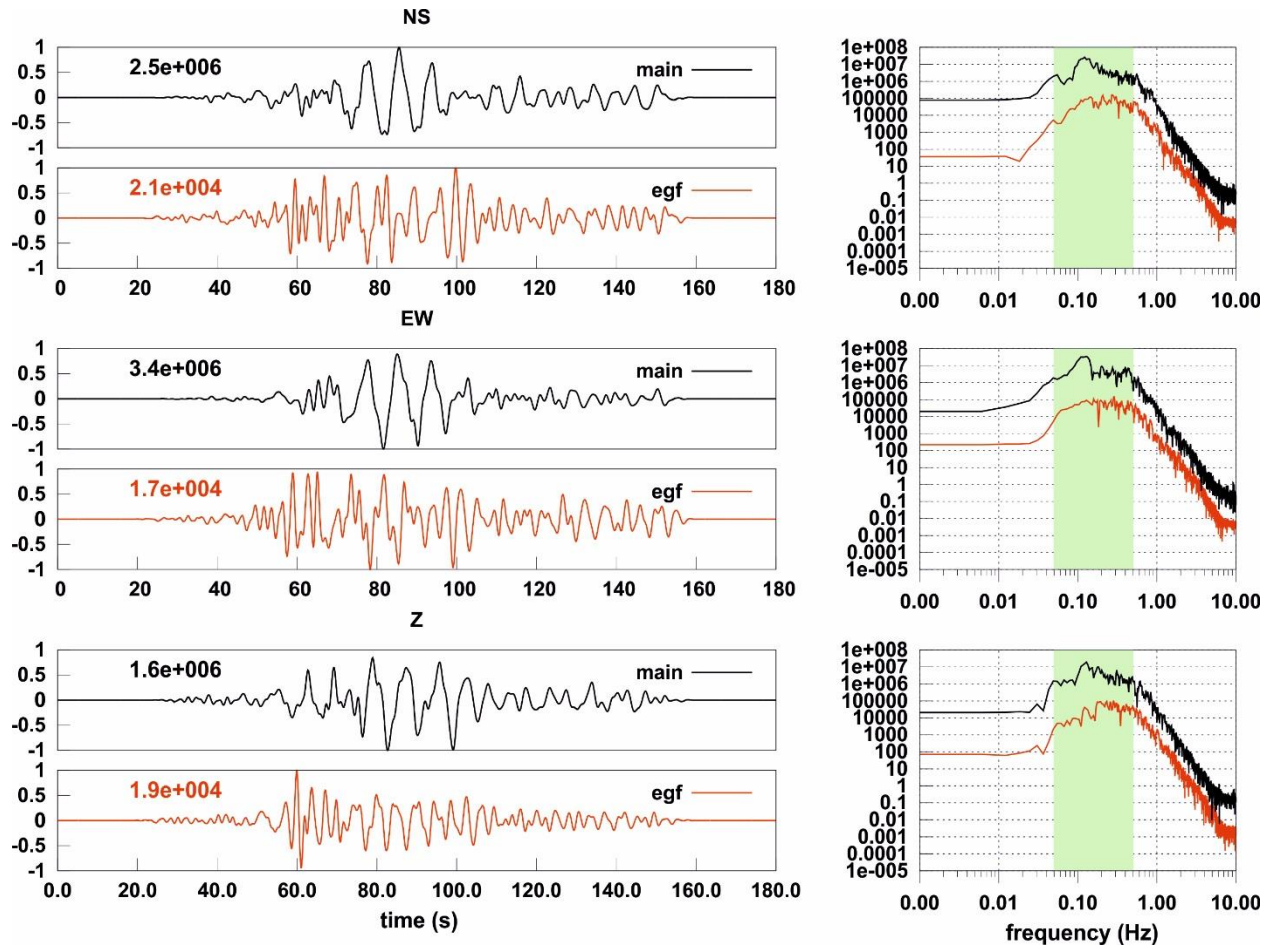 NS
1
0.5
0
-0.5
-1
2.5e+006
main
1
0.5
0
-0.5
-1
2.1e+004
egf
0 20 40 60 80 100 120 140 160 180
1e+008
1e+007
1e+006
100000
10000
1000
100
10
1
0.1
0.01
0.001
0.0001
1e-005
0.00 0.01 0.10 1.00 10.00
EW
1
0.5
0
-0.5
-1
3.4e+006
main
1
0.5
0
-0.5
-1
1.7e+004
egf
0 20 40 60 80 100 120 140 160 180
1e+008
1e+007
1e+006
100000
10000
1000
100
10
1
0.1
0.01
0.001
0.0001
1e-005
0.00 0.01 0.10 1.00 10.00
Z
1
0.5
0
-0.5
-1
1.6e+006
main
1
0.5
0
-0.5
-1
1.9e+004
egf
0.0 20.0 40.0 60.0 80.0 100.0 120.0 140.0 160.0 180.0
time (s)
1e+008
1e+007
1e+006
100000
10000
1000
100
10
1
0.1
0.01
0.001
0.0001
1e-005
0.00 0.01 0.10 1.00 10.00
frequency (Hz)